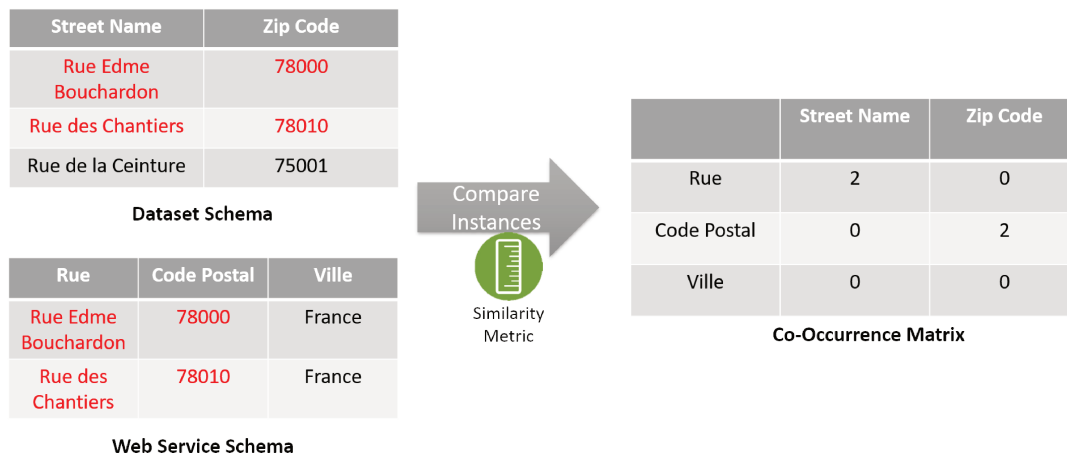 Street Name Zip Code
Rue Edme
Bouchardon 78000
Rue des Chantiers 78010
Rue de la Ceinture 75001
Dataset Schema
Rue Code Postal Ville
Rue Edme
Bouchardon 78000 France
Rue des
Chantiers 78010 France
Web Service Schema
Compare
Instances
Similarity
Metric
Street Name Zip Code
Rue 2 0
Code Postal 0 2
Ville 0 0
Co-Occurrence Matrix